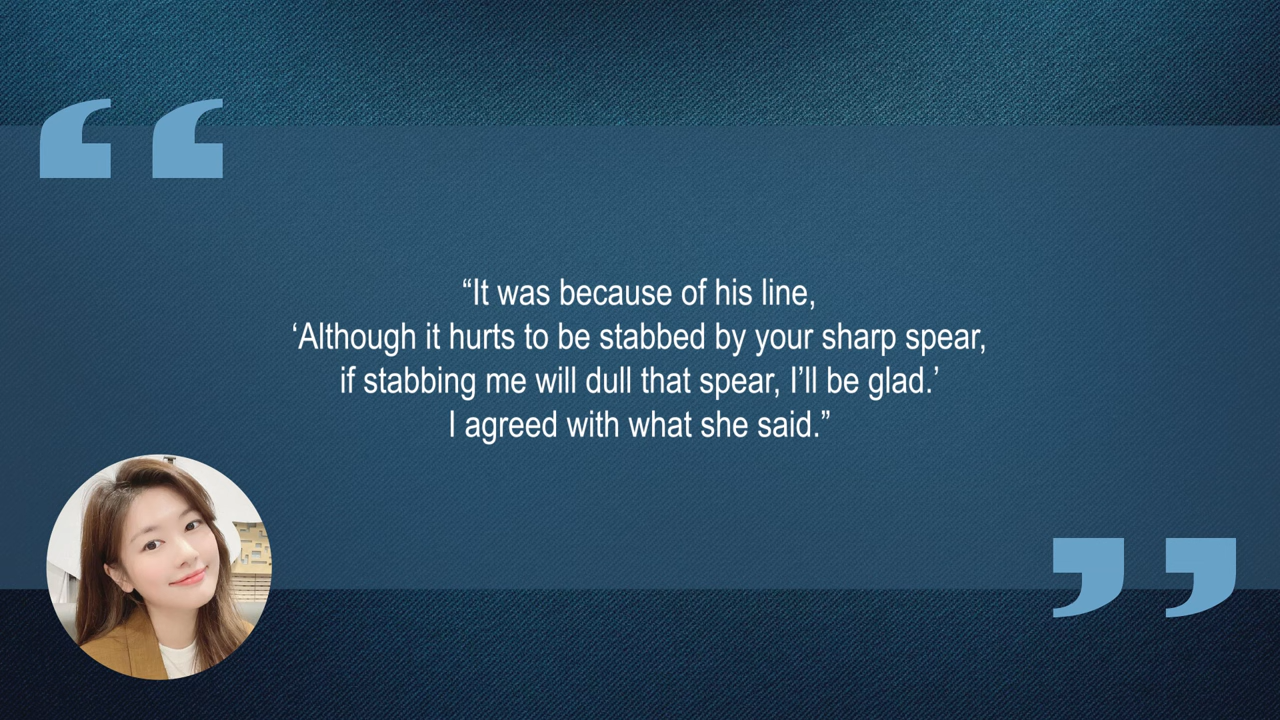 “It was because of his line,
‘Although it hurts to be stabbed by your sharp spear,
if stabbing me will dull that spear, I’ll be glad.’
I agreed with what she said.”